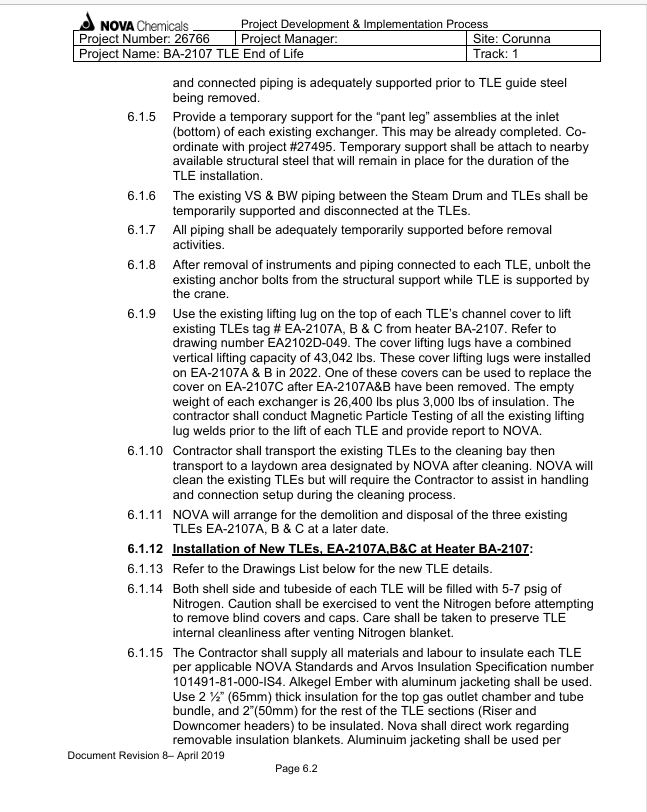 NOVA Chemicals Project Development & Implementation Process
Project Number: 26766 Project Manager: Site: Corunna
Project Name: BA-2107 TLE End of Life Track: 1
and connected piping is adequately supported prior to TLE guide steel
being removed.
6.1.5 Provide a temporary support for the “pant leg” assemblies at the inlet
(bottom) of each existing exchanger. This may be already completed. Co-
ordinate with project #27495. Temporary support shall be attach to nearby
available structural steel that will remain in place for the duration of the
TLE installation.
6.1.6 The existing VS & BW piping between the Steam Drum and TLEs shall be
temporarily supported and disconnected at the TLEs.
6.1.7 All piping shall be adequately temporarily supported before removal
activities.
6.1.8 After removal of instruments and piping connected to each TLE, unbolt the
existing anchor bolts from the structural support while TLE is supported by
the crane.
6.1.9 Use the existing lifting lug on the top of each TLE’s channel cover to lift
existing TLEs tag # EA-2107A, B & C from heater BA-2107. Refer to
drawing number EA2102D-049. The cover lifting lugs have a combined
vertical lifting capacity of 43,042 lbs. These cover lifting lugs were installed
on EA-2107A & B in 2022. One of these covers can be used to replace the
cover on EA-2107C after EA-2107A&B have been removed. The empty
weight of each exchanger is 26,400 lbs plus 3,000 lbs of insulation. The
contractor shall conduct Magnetic Particle Testing of all the existing lifting
lug welds prior to the lift of each TLE and provide report to NOVA.
6.1.10 Contractor shall transport the existing TLEs to the cleaning bay then
transport to a laydown area designated by NOVA after cleaning. NOVA will
clean the existing TLEs but will require the Contractor to assist in handling
and connection setup during the cleaning process.
6.1.11 NOVA will arrange for the demolition and disposal of the three existing
TLEs EA-2107A, B & C at a later date.
6.1.12 Installation of New TLEs, EA-2107A,B&C at Heater BA-2107:
6.1.13 Refer to the Drawings List below for the new TLE details.
6.1.14 Both shell side and tubeside of each TLE will be filled with 5-7 psig of
Nitrogen. Caution shall be exercised to vent the Nitrogen before attempting
to remove blind covers and caps. Care shall be taken to preserve TLE
internal cleanliness after venting Nitrogen blanket.
6.1.15 The Contractor shall supply all materials and labour to insulate each TLE
per applicable NOVA Standards and Arvos Insulation Specification number
101491-81-000-IS4. Alkegel Ember with aluminum jacketing shall be used.
Use 2 ½” (65mm) thick insulation for the top gas outlet chamber and tube
bundle, and 2”(50mm) for the rest of the TLE sections (Riser and
Downcomer headers) to be insulated. Nova shall direct work regarding
removable insulation blankets. Aluminuim jacketing shall be used per
Document Revision 8– April 2019
Page 6.2